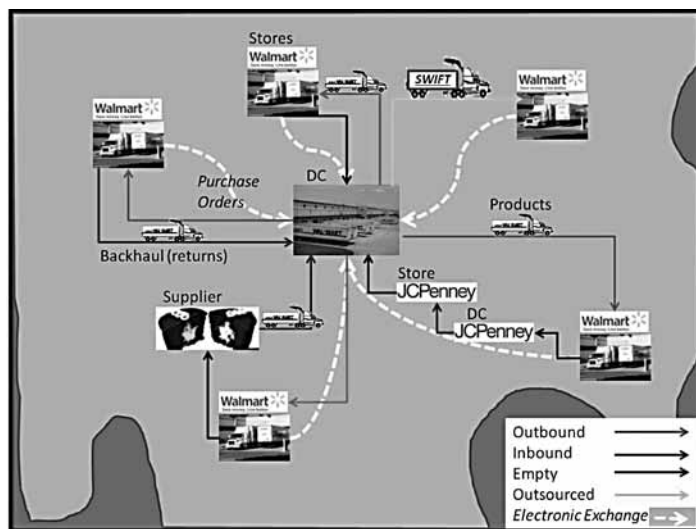 Stores
Walmart
Walmart
Walmart
SWIFT
Walmart
Purchase
Orders
DC
Products
Backhaul (returns)
Supplier
Store
JCPenney
DC
JCPenney
Walmart
Walmart
Outbound
Inbound
Empty
Outsourced
Electronic Exchange